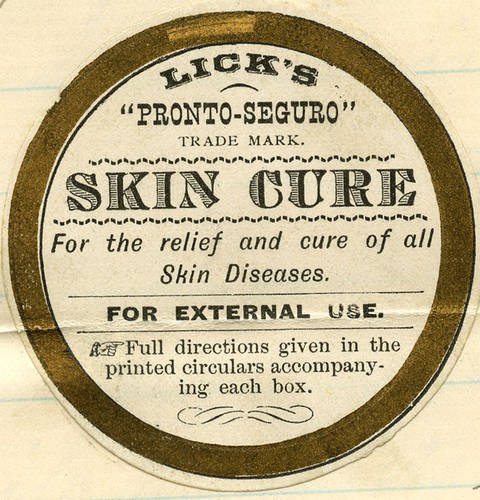 LICK'S
"PRONTO-SEGURO"
TRADE MARK.
SKIN CURE
For the relief and cure of all
Skin Diseases.
FOR EXTERNAL USE.
☞Full directions given in the
printed circulars accompany-
ing each box.